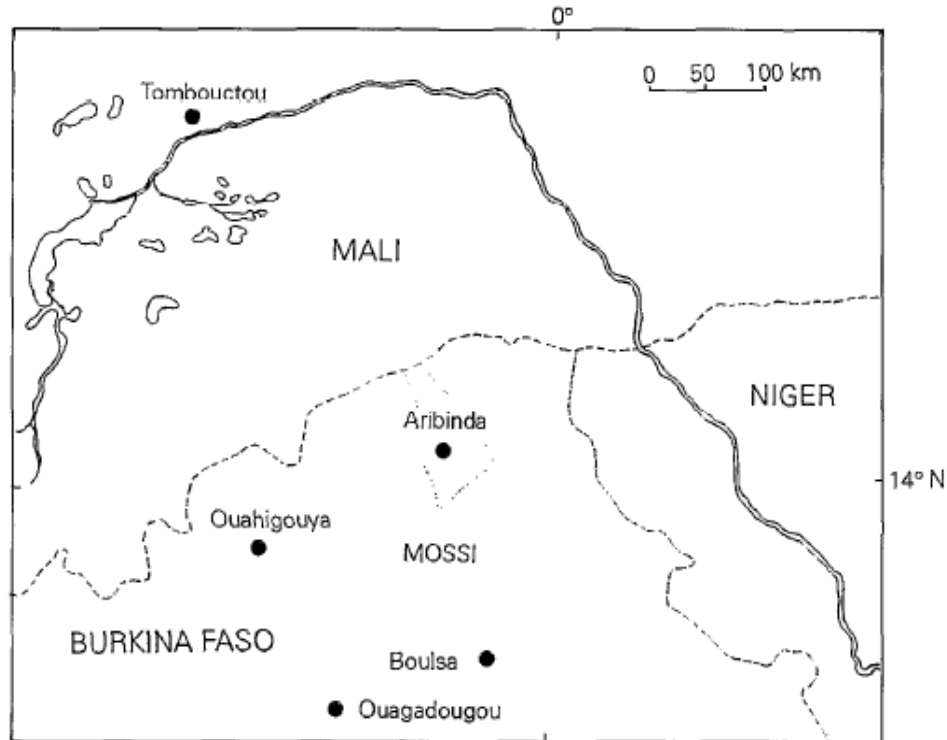 0°
0 50 100 km
Tombouctou
MALI
NIGER
Aribinda
14° N
Ouahigouya
MOSSI
BURKINA FASO
Boulsa
Ouagadougou